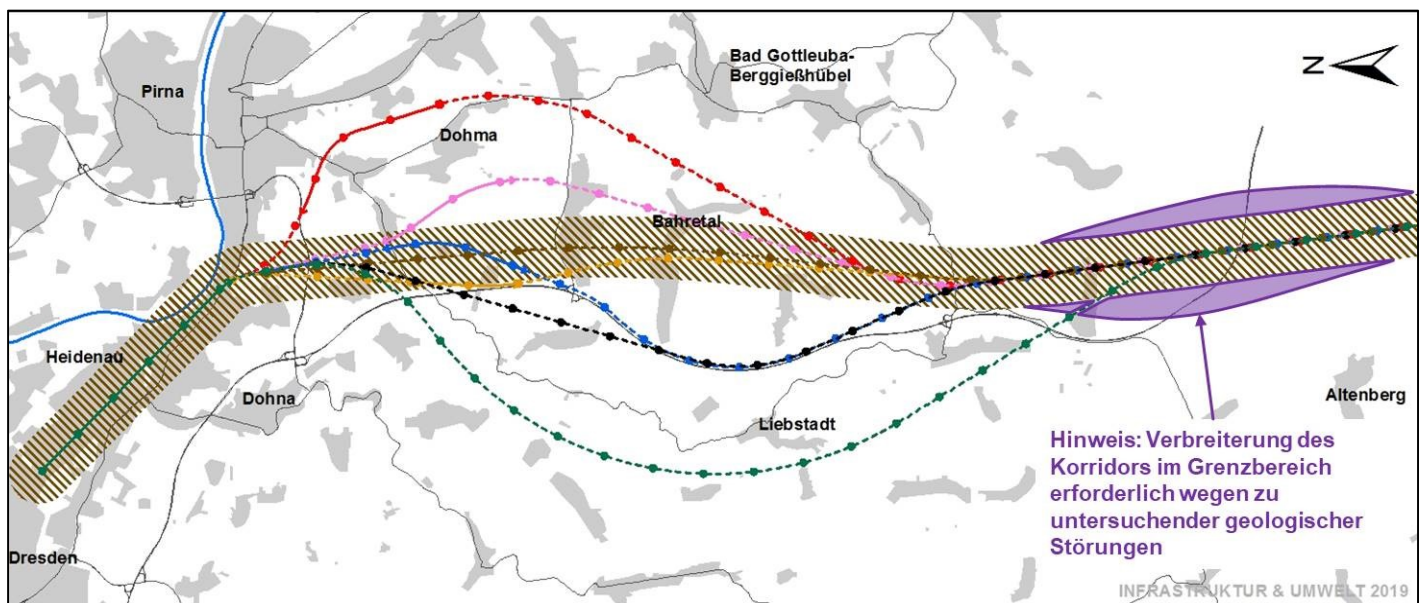 Bad Gottleuba-
Berggießhübel
N
Pirna
Dohma
Bahretal
Heidenau
Dohna
Liebstadt
Altenberg
Hinweis: Verbreiterung des
Korridors im Grenzbereich
erforderlich wegen zu
untersuchender geologischer
Störungen
Dresden
INFRASTRUKTUR & UMWELT 2019